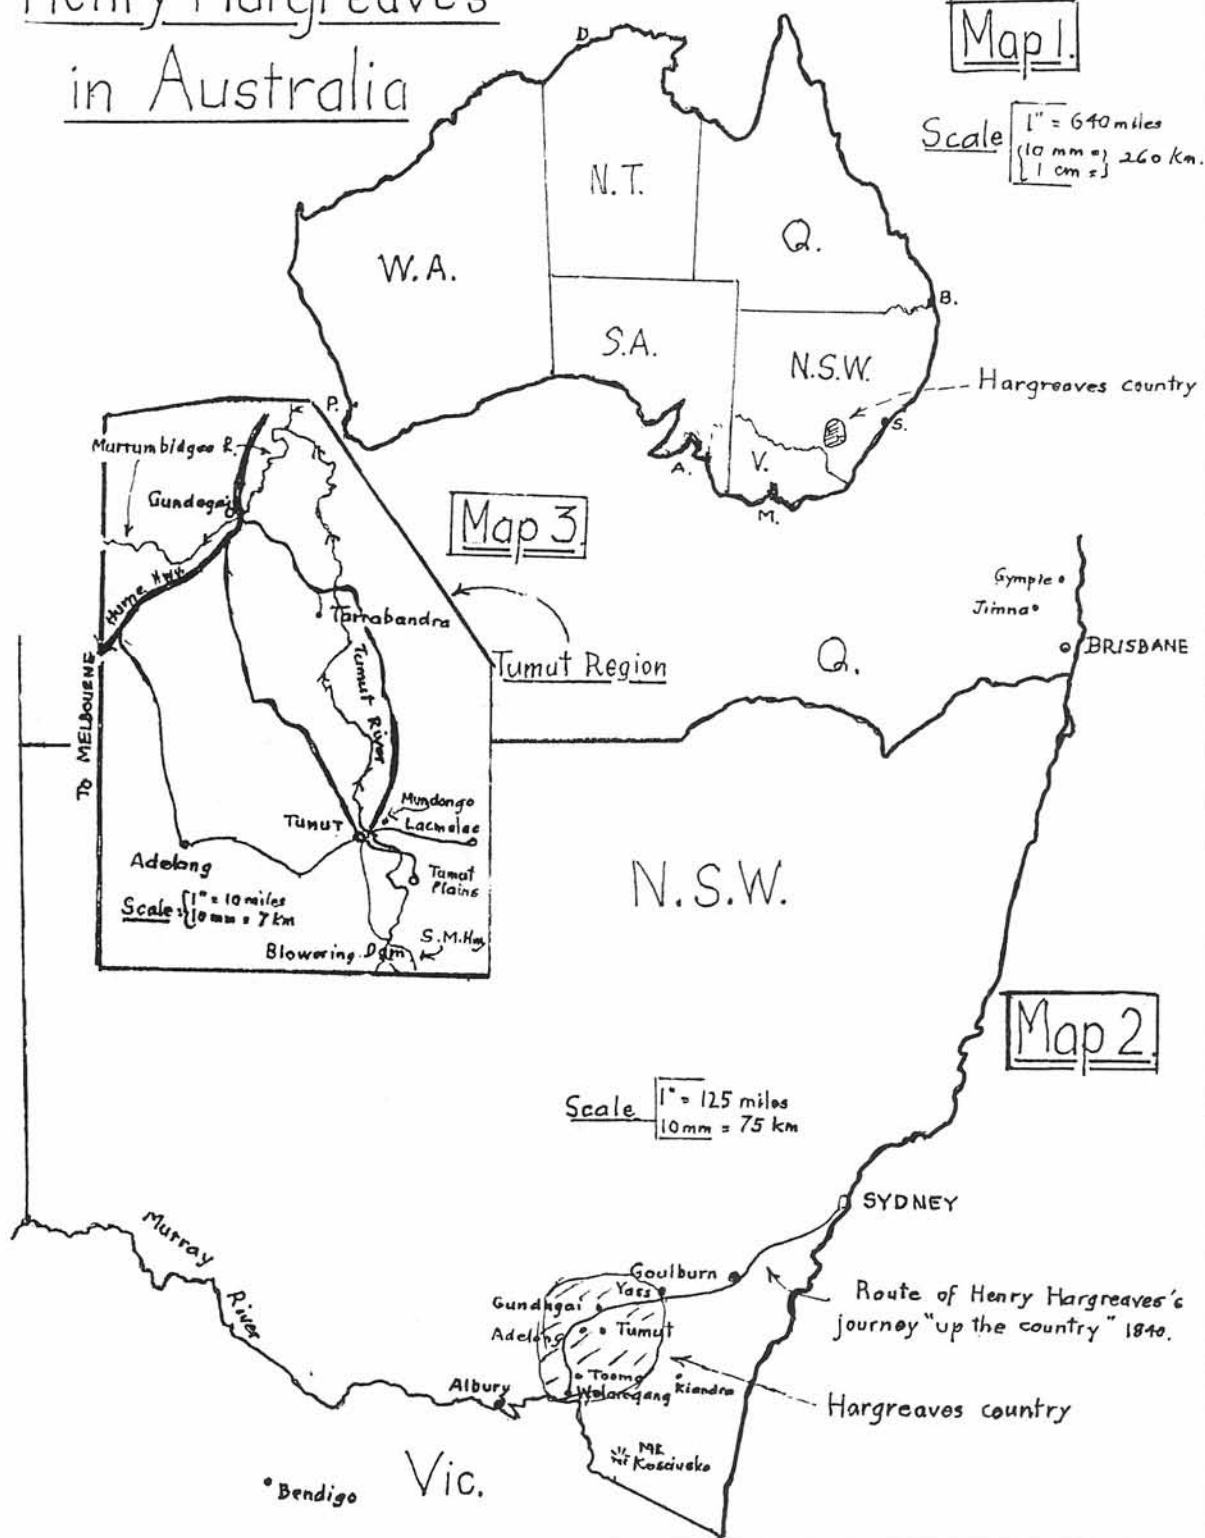 Henry Hargreaves
in Australia
Map 1.
Scale
1" = 640 miles
10 mm =
1 cm =
260 km.
D.
N.T.
Q.
W.A.
B.
S.A.
N.S.W.
Hargreaves country
P.
S.
A.
V.
M.
Murrumbidgee R.
Gundagai
Map 3
Hume Hwy.
Tarrabandra
Tumut Region
Tumut River
TO MELBOURNE
Mundongo
Lacmalac
TUMUT
Adelong
Tumut
Plains
Scale
1" = 10 miles
10mm = 7 km
S.M.Hwy
Blowering Dam
Gympie
Jimna
BRISBANE
Q.
N.S.W.
Map 2.
Scale
1" = 125 miles
10mm = 75 km
SYDNEY
Murray
River
Goulburn
Yass
Gundagai
Adelong
Tumut
Route of Henry Hargreaves's
journey "up the country" 1840.
Tooma
Welaregang
Kiandra
Albury
Hargreaves country
Mt.
Kosciusko
Vic.
Bendigo